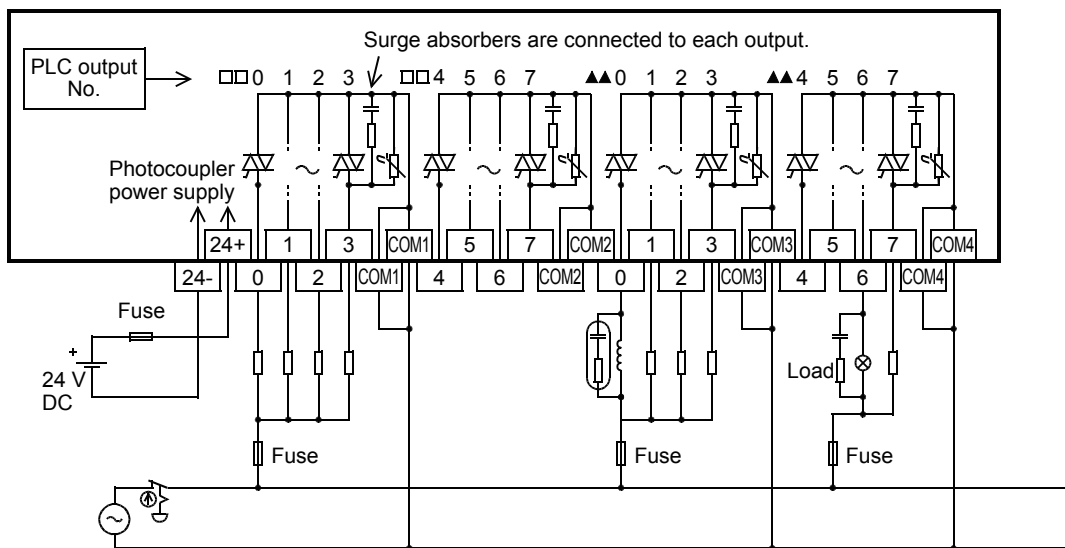 Surge absorbers are connected to each output.
PLC output
No.
□□ 0 1 2 3 □□ 4 5 6 7 ▲▲ 0 1 2 3 ▲▲ 4 5 6 7
Photocoupler
power supply
24+ 1 3 COM1 5 7 COM2 1 3 COM3 5 7 COM4
24- 0 2 COM1 4 6 COM2 0 2 COM3 4 6 COM4
Fuse
+
24 V
DC
Load
Fuse Fuse Fuse